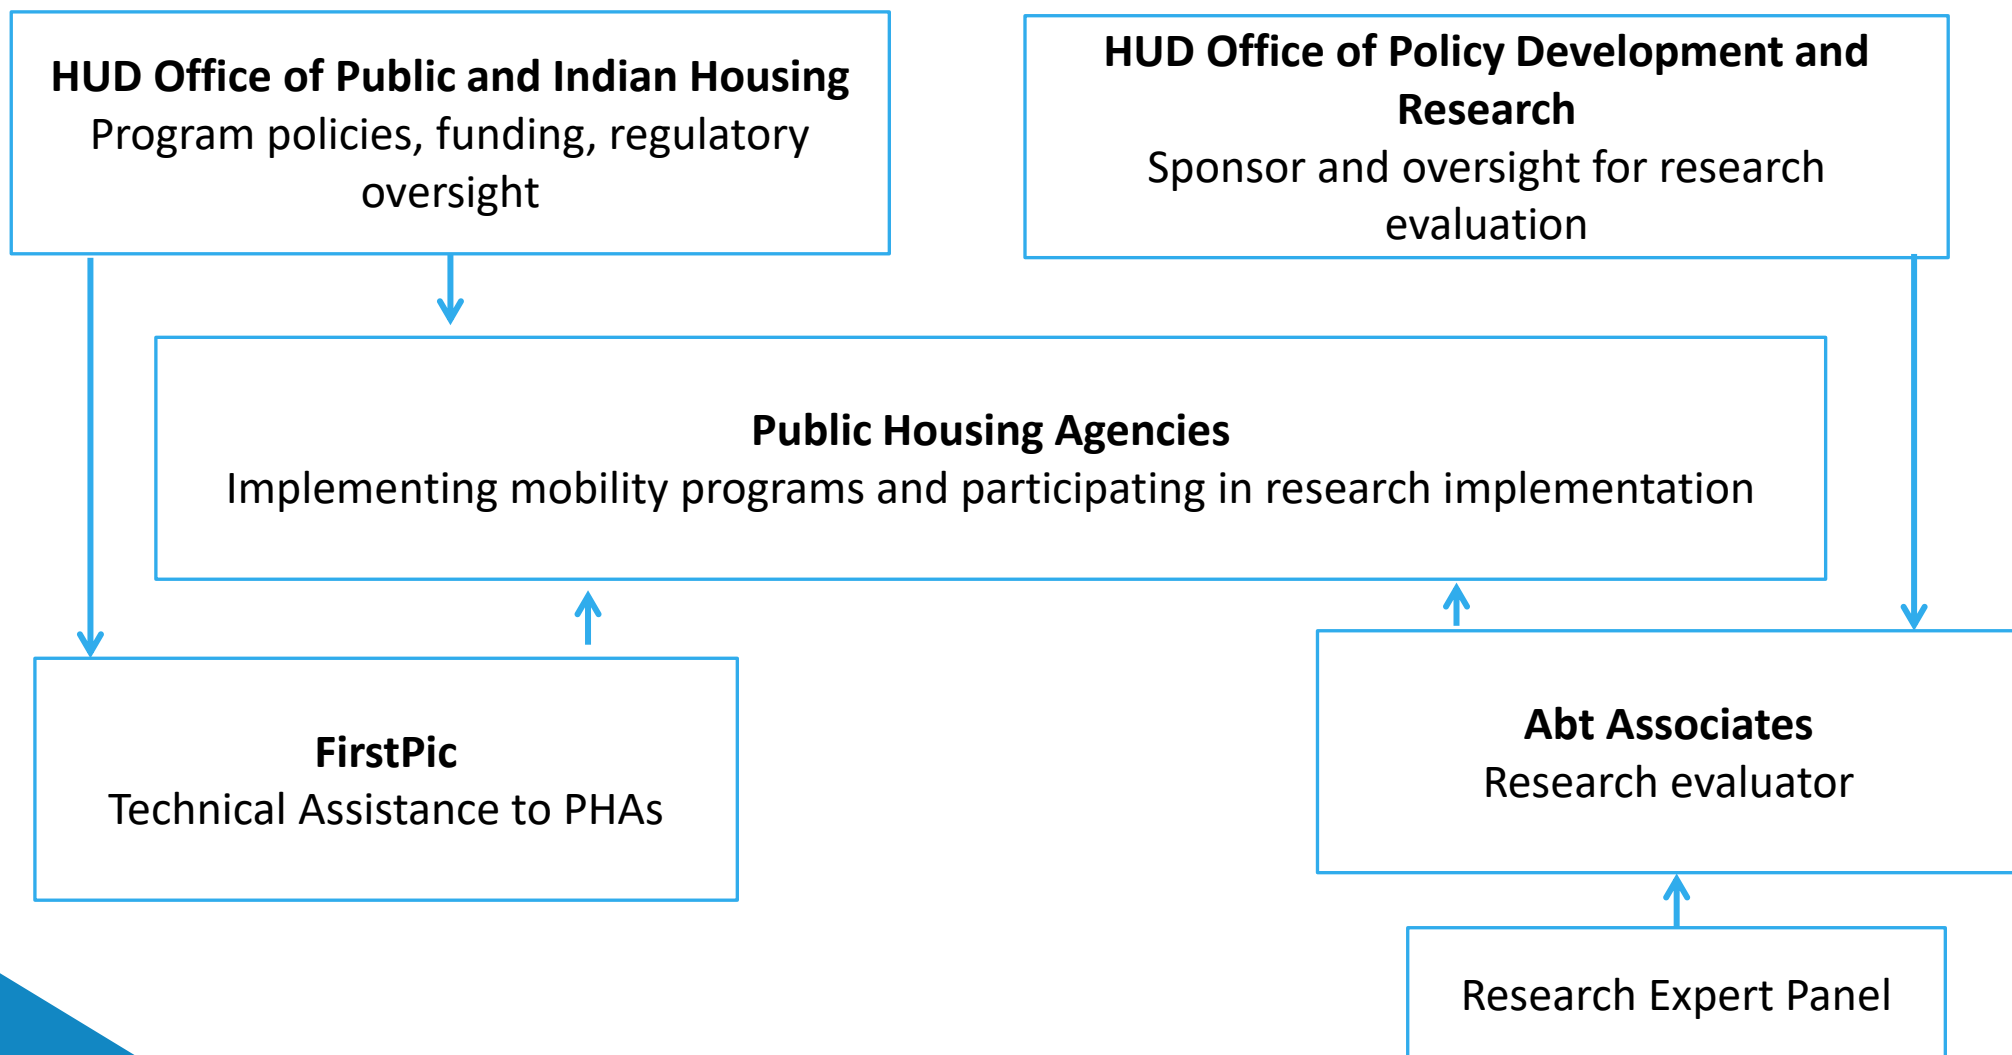 HUD Office of Public and Indian Housing
Program policies, funding, regulatory
oversight
HUD Office of Policy Development and
Research
Sponsor and oversight for research
evaluation
Public Housing Agencies
Implementing mobility programs and participating in research implementation
FirstPic
Technical Assistance to PHAs
Abt Associates
Research evaluator
Research Expert Panel